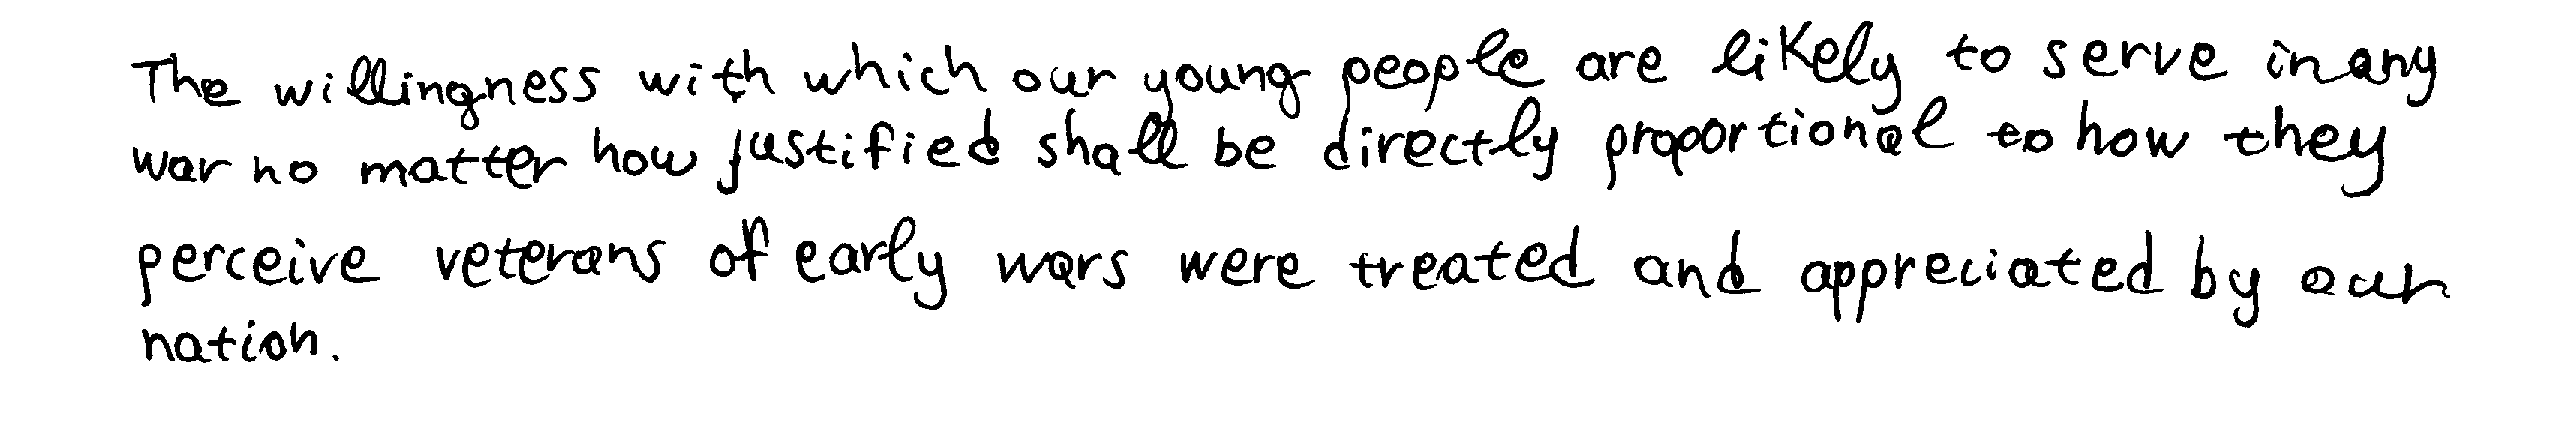 The willingness with which our young people are likely to serve in any
war no matter how justified shall be directly proportional to how they
perceive veterans of early wars were treated and appreciated by our
nation.